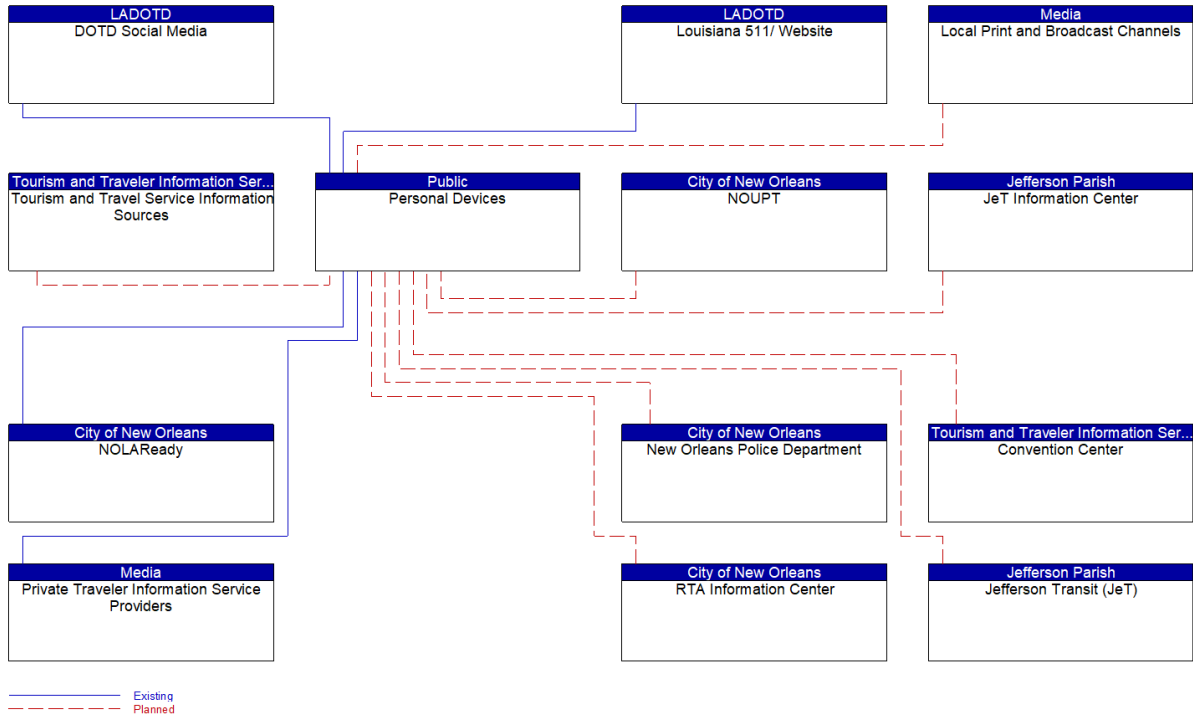 LADOTD
DOTD Social Media
LADOTD
Louisiana 511/ Website
Media
Local Print and Broadcast Channels
Tourism and Traveler Information Ser...
Tourism and Travel Service Information
Sources
Public
Personal Devices
City of New Orleans
NOUPT
Jefferson Parish
JeT Information Center
City of New Orleans
NOLAReady
City of New Orleans
New Orleans Police Department
Tourism and Traveler Information Ser...
Convention Center
Media
Private Traveler Information Service
Providers
City of New Orleans
RTA Information Center
Jefferson Parish
Jefferson Transit (JeT)
Existing
Planned